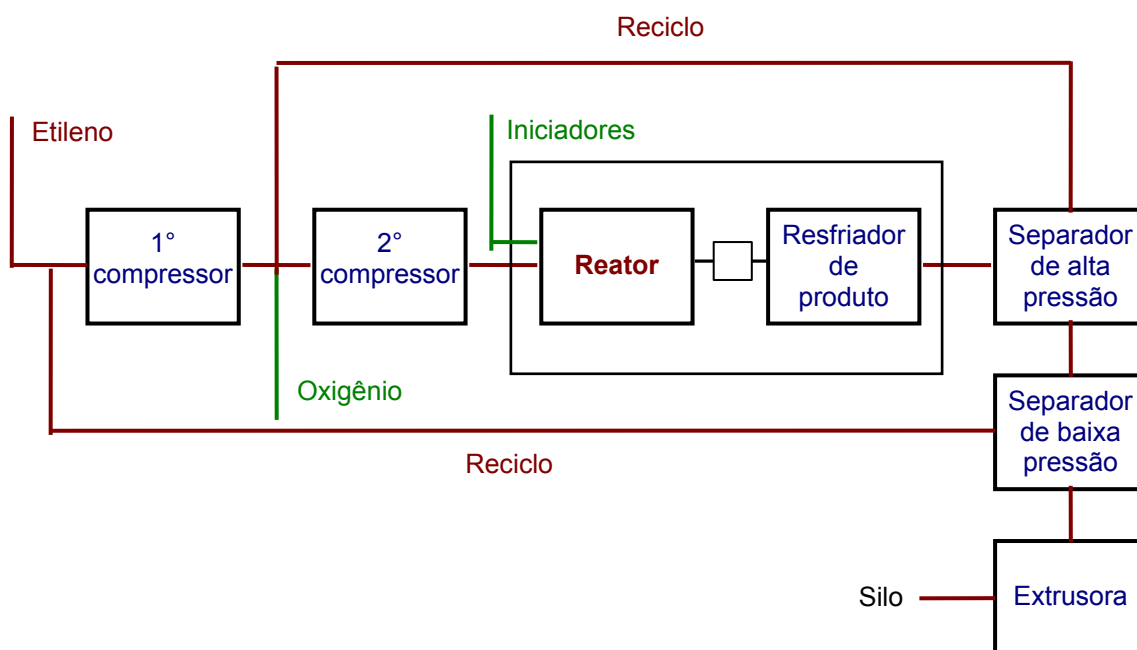 Reciclo
Etileno
Iniciadores
1°
compressor
2°
compressor
Reator
Resfriador
de
produto
Separador
de alta
pressão
Oxigênio
Separador
de baixa
pressão
Reciclo
Silo
Extrusora